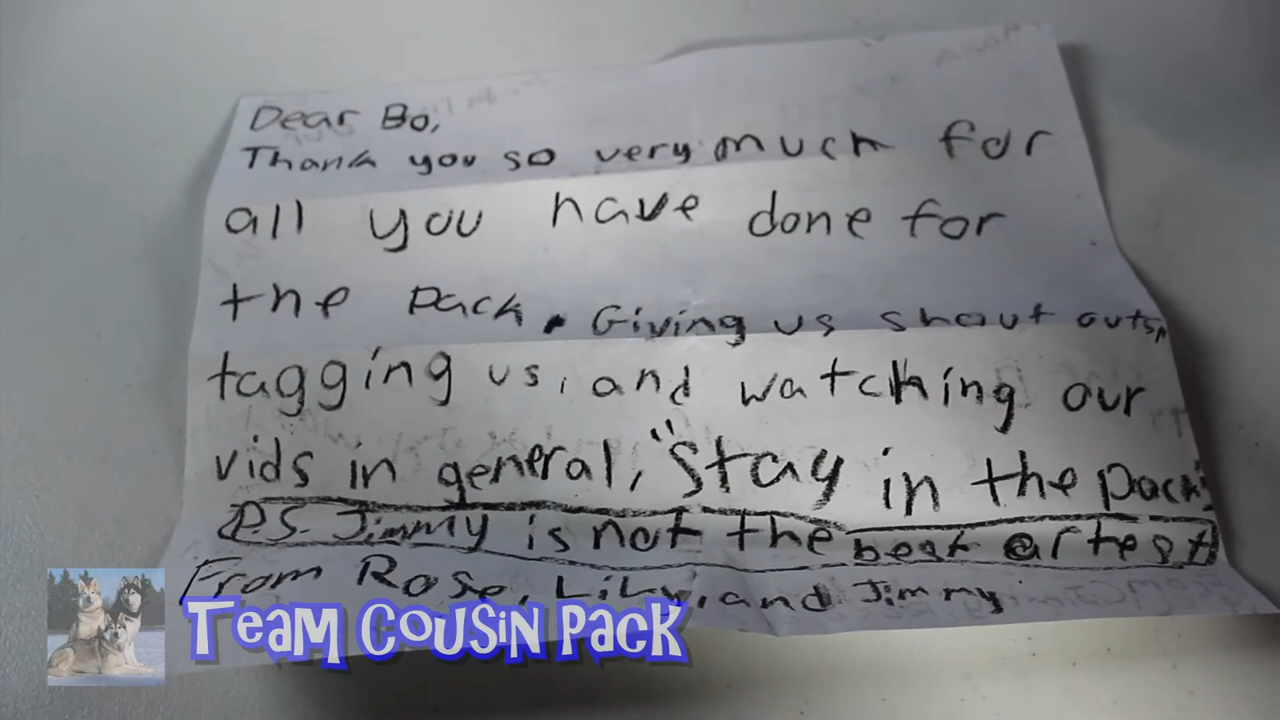 Dear Bo,
Thank you so very much for
all you have done for
the pack. Giving us shout outs,
tagging us, and watching our
vids in general, "Stay in the pack"
P.S. Jimmy is not the best artest
From Rose, Lily, and Jimmy
Team Cousin Pack